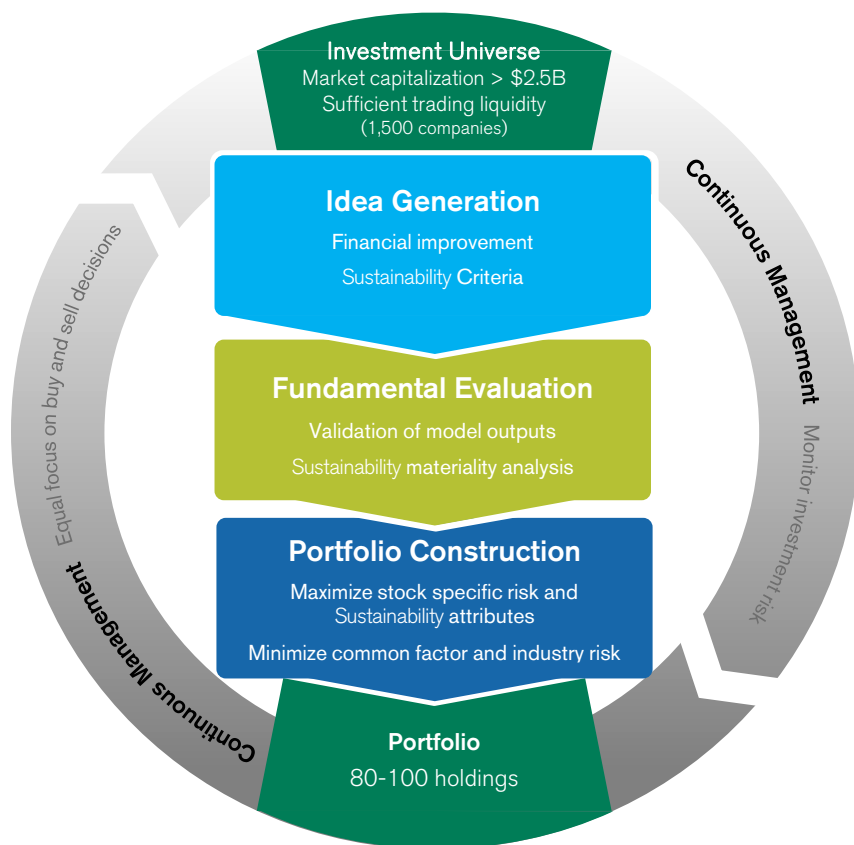 Investment Universe
Market capitalization > $2.5B
Sufficient trading liquidity
(1,500 companies)
Idea Generation
Financial improvement
Sustainability Criteria
Fundamental Evaluation
Validation of model outputs
Sustainability materiality analysis
Portfolio Construction
Maximize stock specific risk and
Sustainability attributes
Minimize common factor and industry risk
Portfolio
80-100 holdings
Continuous Management
Monitor investment risk
Continuous Management
Equal focus on buy and sell decisions